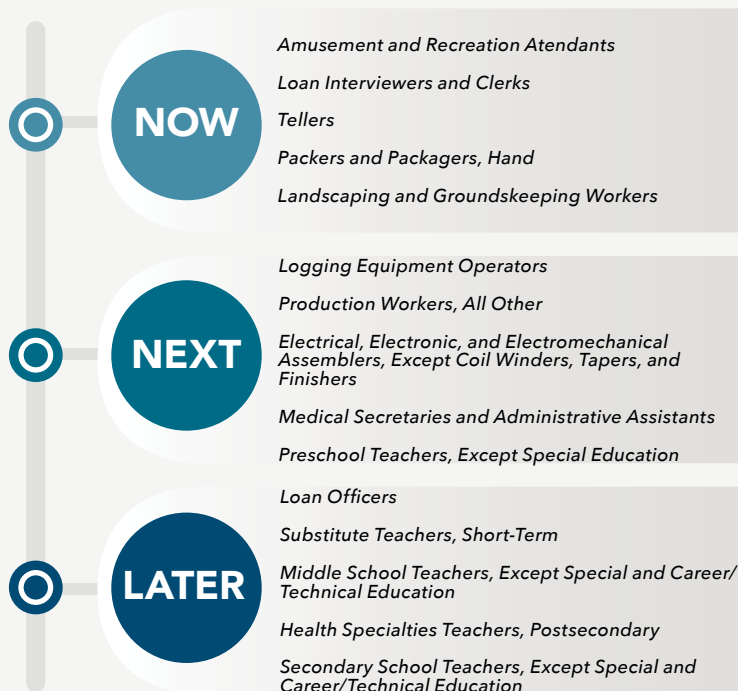 NOW
Amusement and Recreation Atendants
Loan Interviewers and Clerks
Tellers
Packers and Packagers, Hand
Landscaping and Groundskeeping Workers
NEXT
Logging Equipment Operators
Production Workers, All Other
Electrical, Electronic, and Electromechanical
Assemblers, Except Coil Winders, Tapers, and
Finishers
Medical Secretaries and Administrative Assistants
Preschool Teachers, Except Special Education
LATER
Loan Officers
Substitute Teachers, Short-Term
Middle School Teachers, Except Special and Career/
Technical Education
Health Specialties Teachers, Postsecondary
Secondary School Teachers, Except Special and
Career/Technical Education